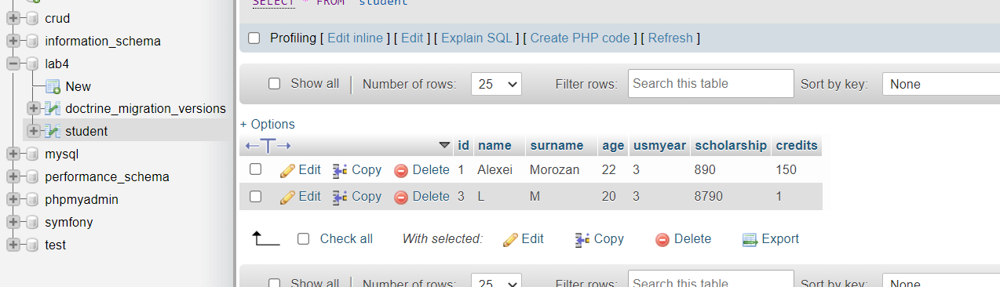 SELECT * FROM `student`
crud
information_schema
lab4
New
doctrine_migration_versions
student
mysql
performance_schema
phpmyadmin
symfony
test
Profiling [ Edit inline ] [ Edit ] [ Explain SQL ] [ Create PHP code ] [ Refresh ]
Show all Number of rows: 25 Filter rows: Search this table Sort by key: None
+ Options
id name surname age usmyear scholarship credits
Edit Copy Delete 1 Alexei Morozan 22 3 890 150
Edit Copy Delete 3 L M 20 3 8790 1
Check all With selected: Edit Copy Delete Export
Show all Number of rows: 25 Filter rows: Search this table Sort by key: None